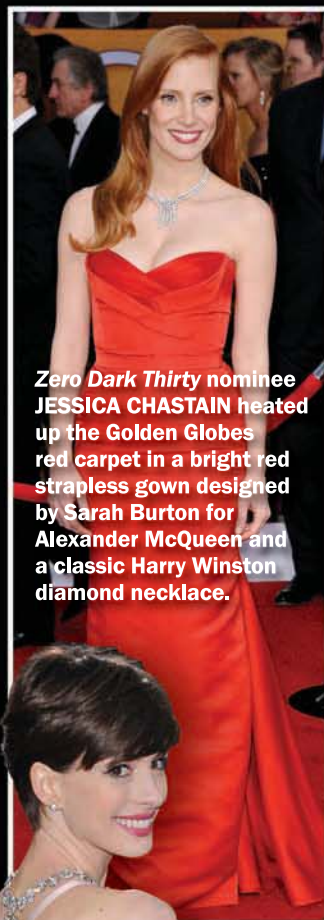 Zero Dark Thirty nominee
JESSICA CHASTAIN heated
up the Golden Globes
red carpet in a bright red
strapless gown designed
by Sarah Burton for
Alexander McQueen and
a classic Harry Winston
diamond necklace.